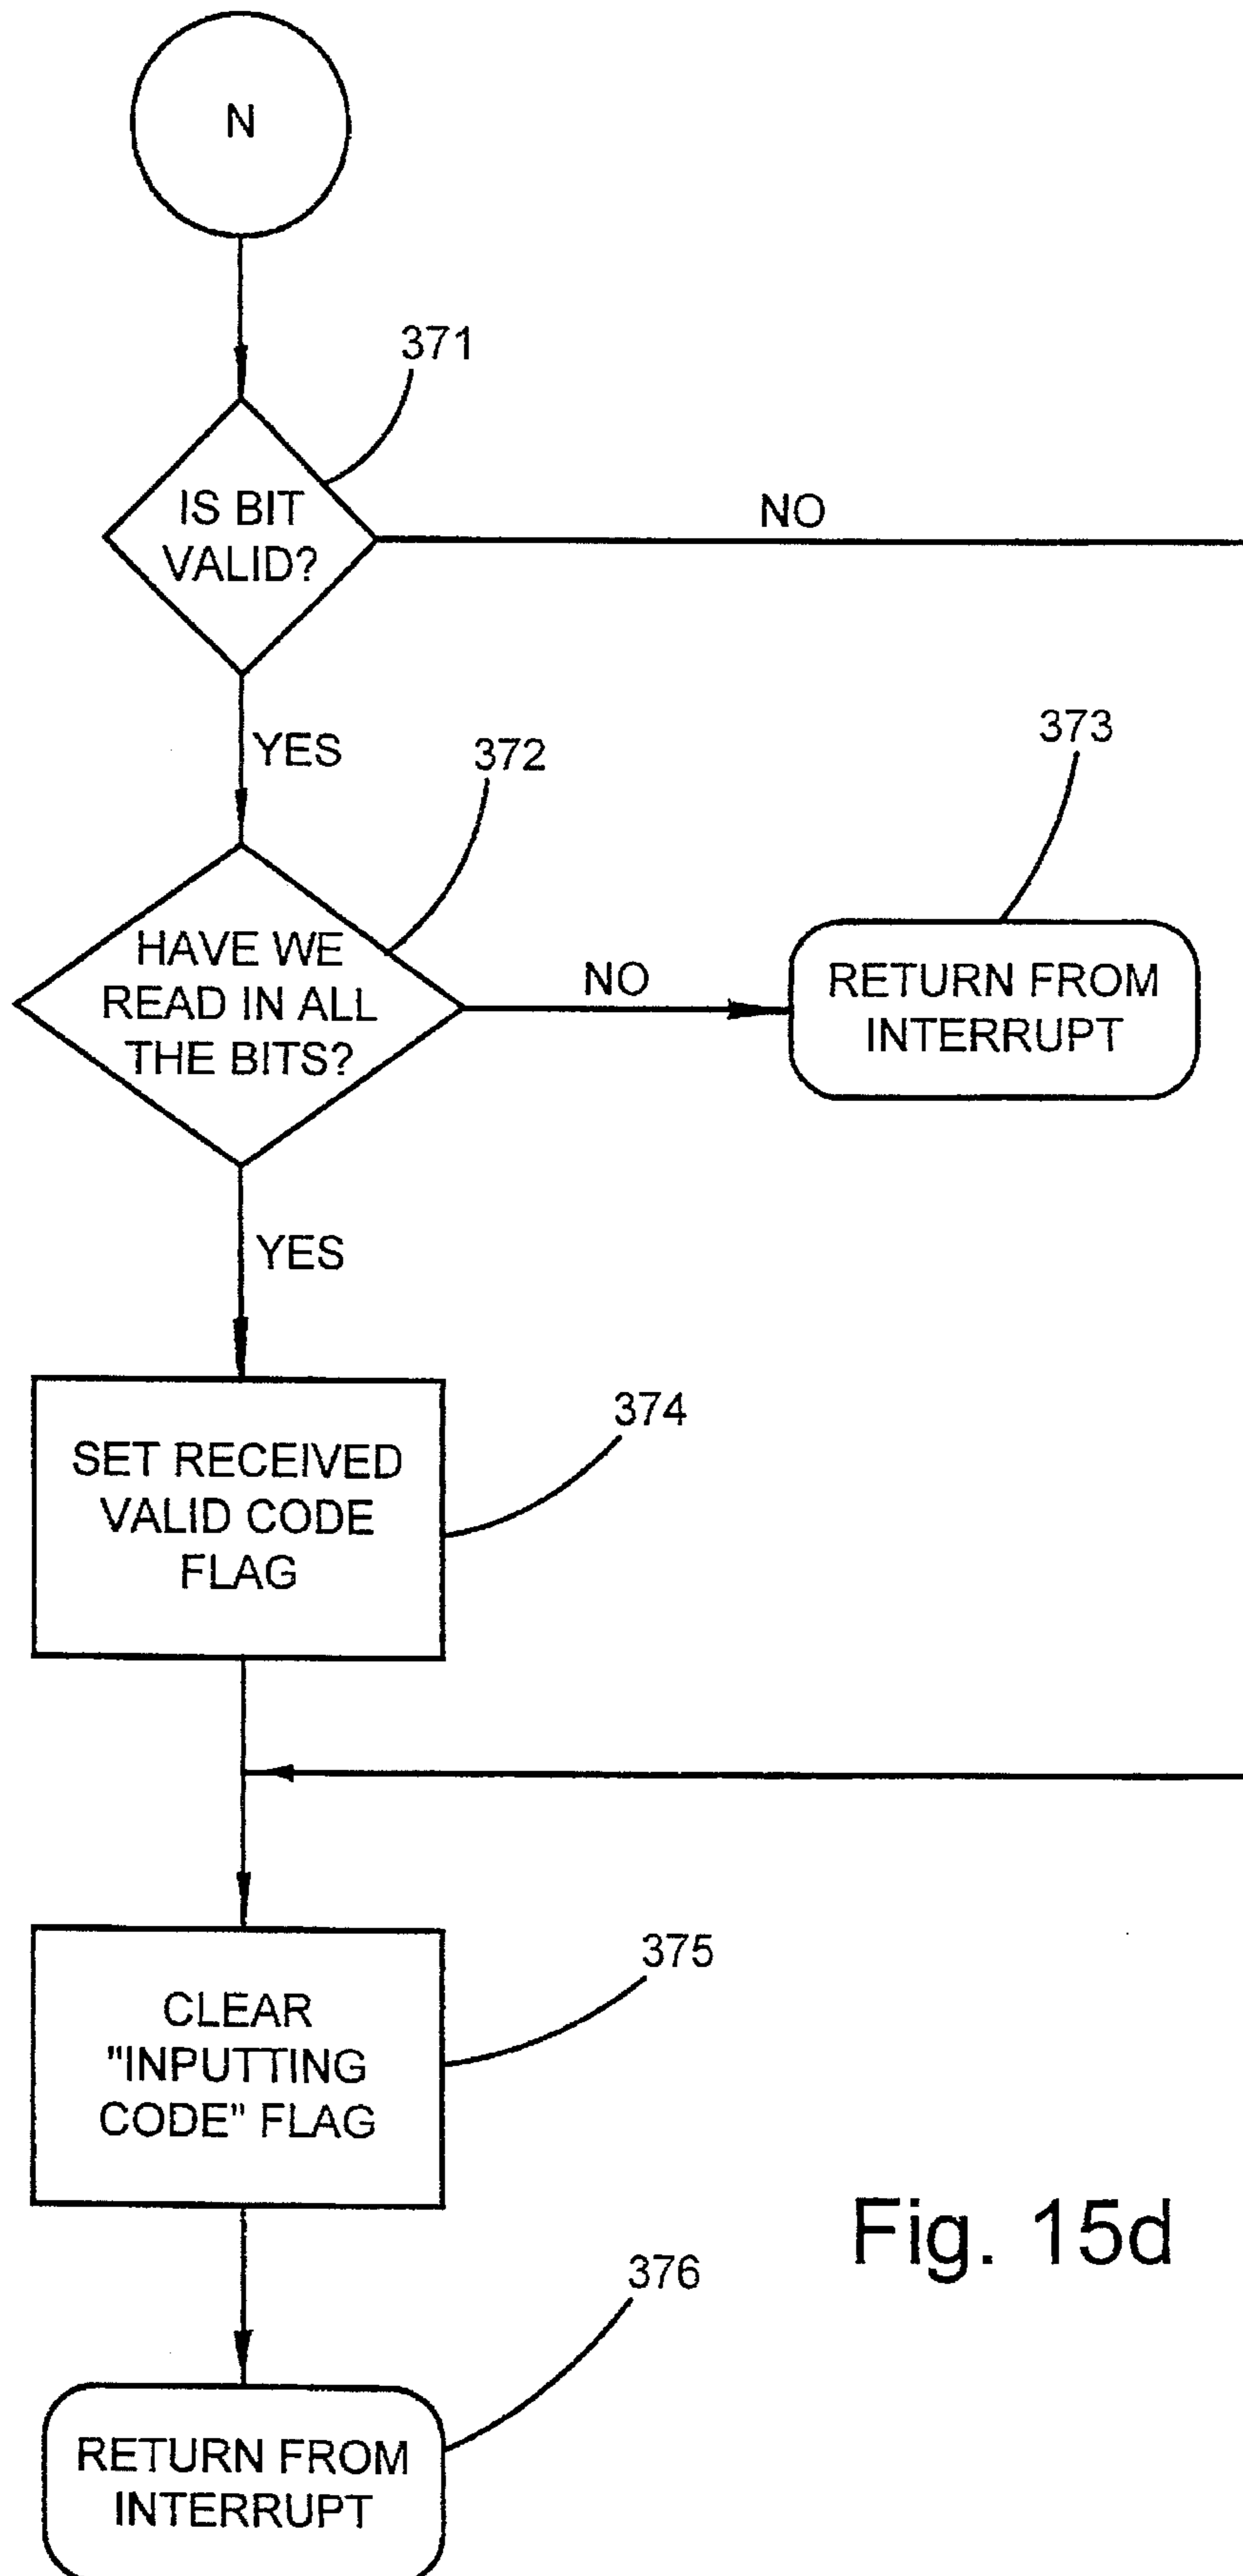 N
371
IS BIT
VALID?
NO
YES
372
373
HAVE WE
READ IN ALL
THE BITS?
NO
RETURN FROM
INTERRUPT
YES
374
SET RECEIVED
VALID CODE
FLAG
375
CLEAR
"INPUTTING
CODE" FLAG
Fig. 15d
376
RETURN FROM
INTERRUPT